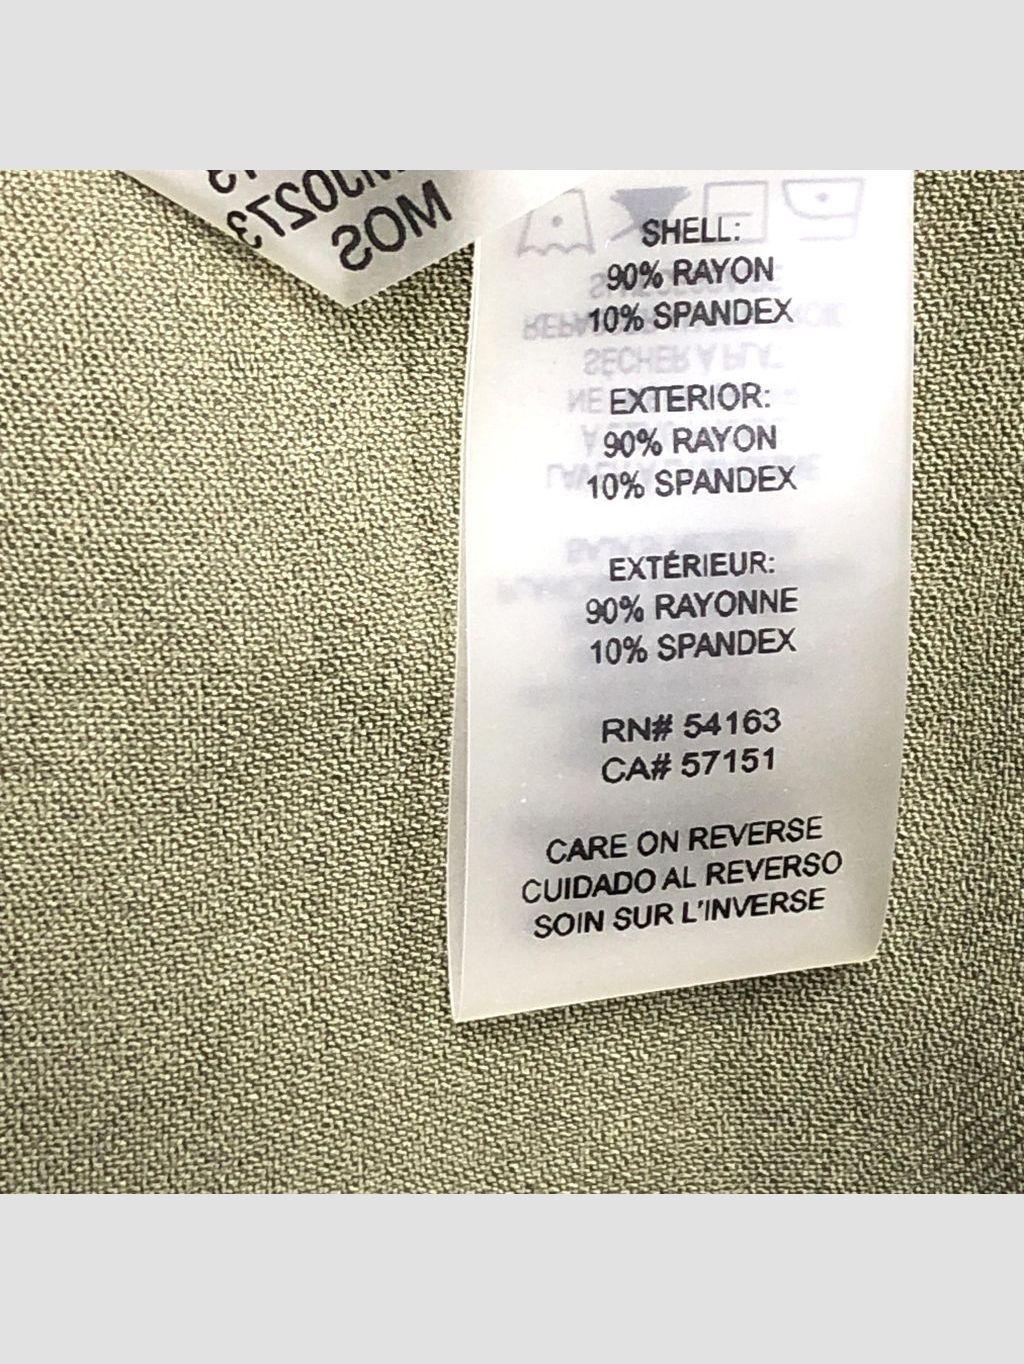 MOS
SHELL:
90% RAYON
10% SPANDEX
EXTERIOR:
90% RAYON
10% SPANDEX
EXTÉRIEUR:
90% RAYONNE
10% SPANDEX
RN# 54163
CA# 57151
CARE ON REVERSE
CUIDADO AL REVERSO
SOIN SUR L'INVERSE